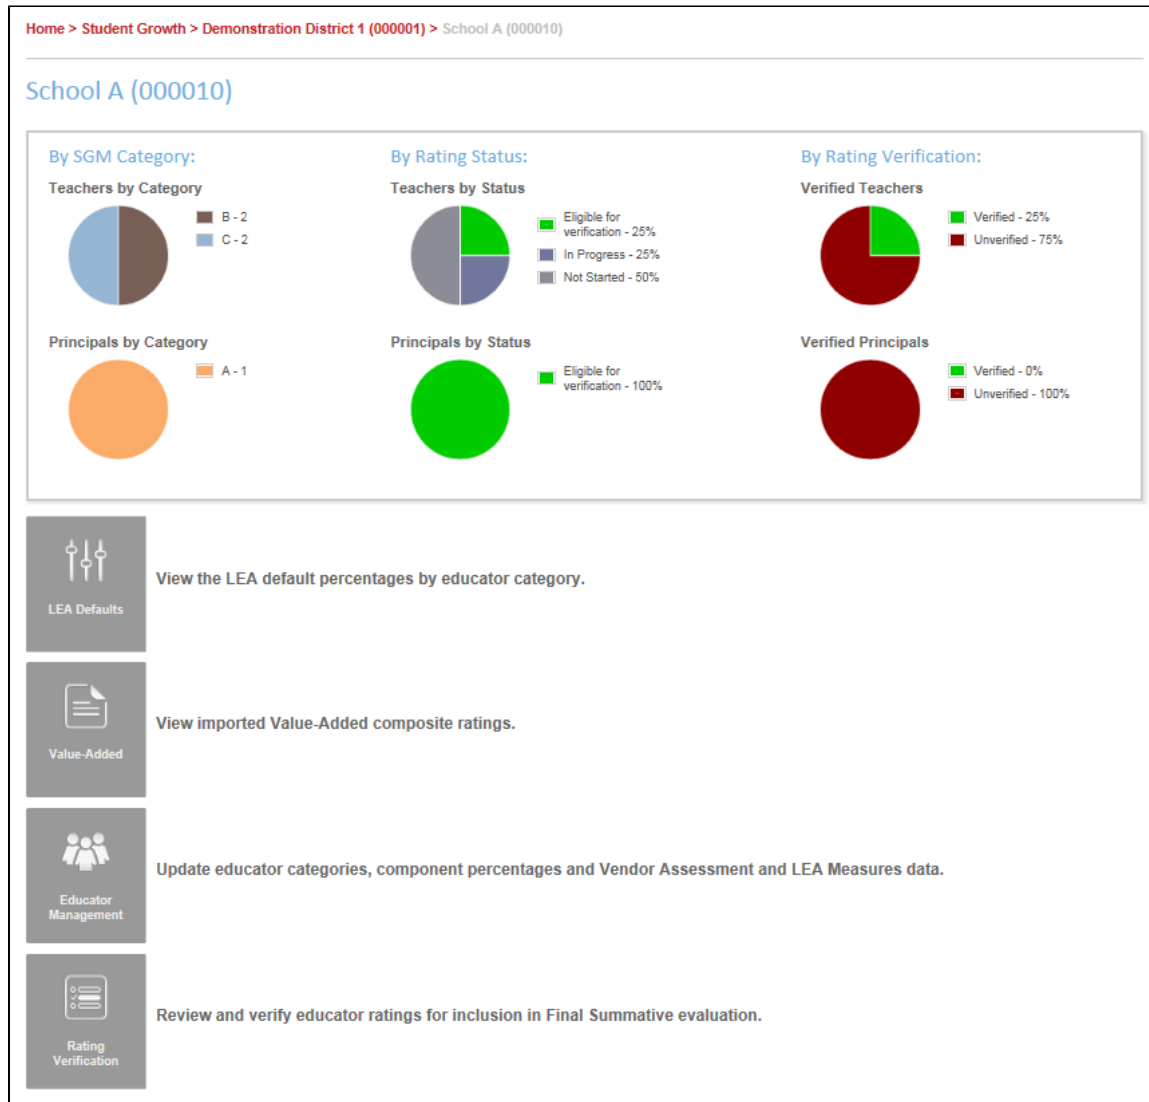 Home > Student Growth > Demonstration District 1 (000001) > School A (000010)
School A (000010)
By SGM Category:
Teachers by Category
B - 2
C - 2
Principals by Category
A - 1
By Rating Status:
Teachers by Status
Eligible for
verification - 25%
In Progress - 25%
Not Started - 50%
Principals by Status
Eligible for
verification - 100%
By Rating Verification:
Verified Teachers
Verified - 25%
Unverified - 75%
Verified Principals
Verified - 0%
Unverified - 100%
LEA Defaults
View the LEA default percentages by educator category.
Value-Added
View imported Value-Added composite ratings.
Educator
Management
Update educator categories, component percentages and Vendor Assessment and LEA Measures data.
Rating
Verification
Review and verify educator ratings for inclusion in Final Summative evaluation.